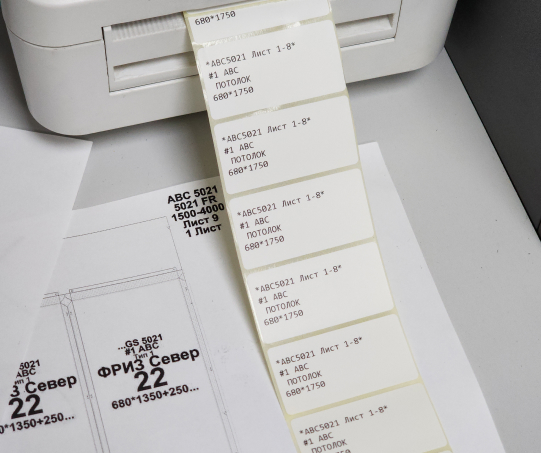 680*1750
*ABC5021 Лист 1-8*
#1 ABC
ПОТОЛОК
680*1750
*ABC5021 Лист 1-8*
#1 ABC
ПОТОЛОК
680*1750
*ABC5021 Лист 1-8*
#1 ABC
ПОТОЛОК
680*1750
*ABC5021 Лист 1-8*
#1 ABC
ПОТОЛОК
680*1750
*ABC5021 Лист 1-8*
#1 ABC
ПОТОЛОК
680*1750
*ABC5021 Лист 1-8*
#1 ABC
ПОТОЛОК
ABC 5021
5021 FR
1500-4000
Лист 9
1 Лист
...GS 5021
#1 ABC
тип 1
ФРИЗ Север
22
680*1350+250...
5021
ABC
тип 1
З Север
22
0*1350+250...